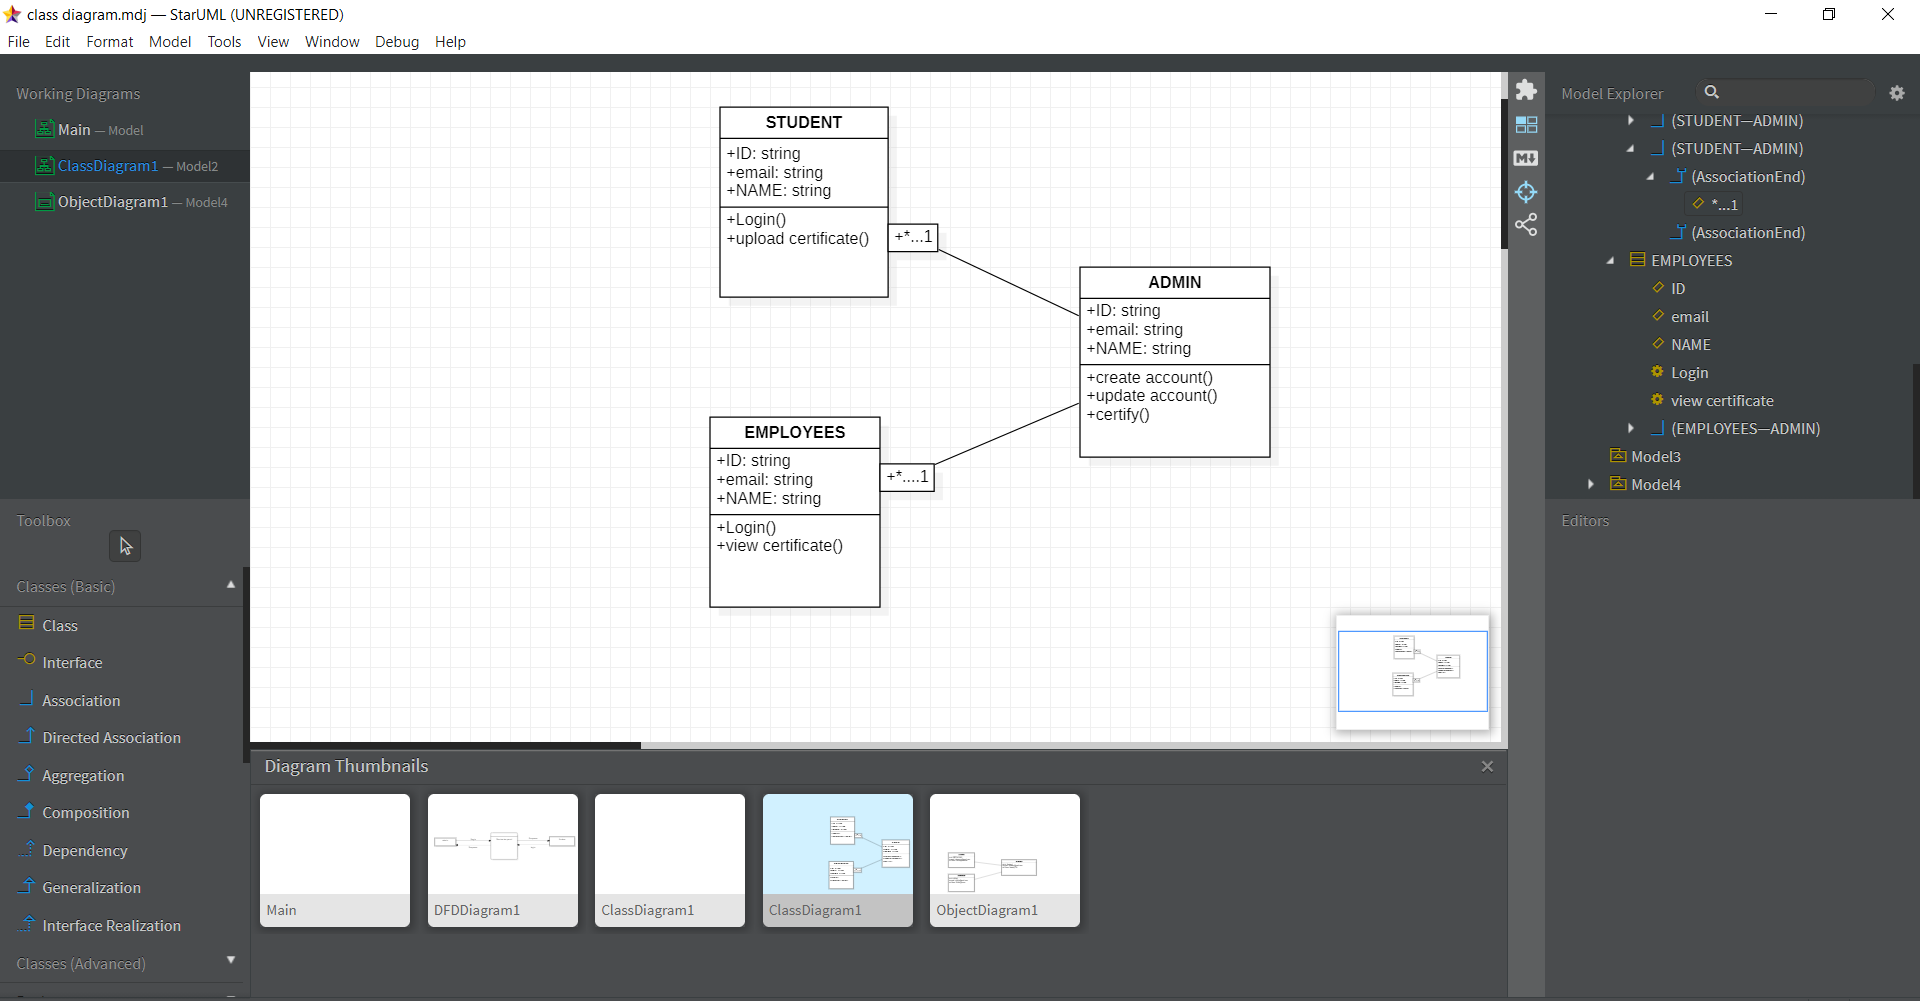 class diagram.mdj — StarUML (UNREGISTERED)
File Edit Format Model Tools View Window Debug Help
Working Diagrams
Main — Model
ClassDiagram1 — Model2
ObjectDiagram1 — Model4
Toolbox
Classes (Basic)
Class
Interface
Association
Directed Association
Aggregation
Composition
Dependency
Generalization
Interface Realization
Classes (Advanced)
STUDENT
+ID: string
+email: string
+NAME: string
+Login()
+upload certificate()
+*...1
ADMIN
+ID: string
+email: string
+NAME: string
+create account()
+update account()
+certify()
EMPLOYEES
+ID: string
+email: string
+NAME: string
+Login()
+view certificate()
+*....1
Diagram Thumbnails
Main
DFDDiagram1
ClassDiagram1
ClassDiagram1
ObjectDiagram1
Model Explorer
(STUDENT—ADMIN)
(STUDENT—ADMIN)
(AssociationEnd)
*...1
(AssociationEnd)
EMPLOYEES
ID
email
NAME
Login
view certificate
(EMPLOYEES—ADMIN)
Model3
Model4
Editors